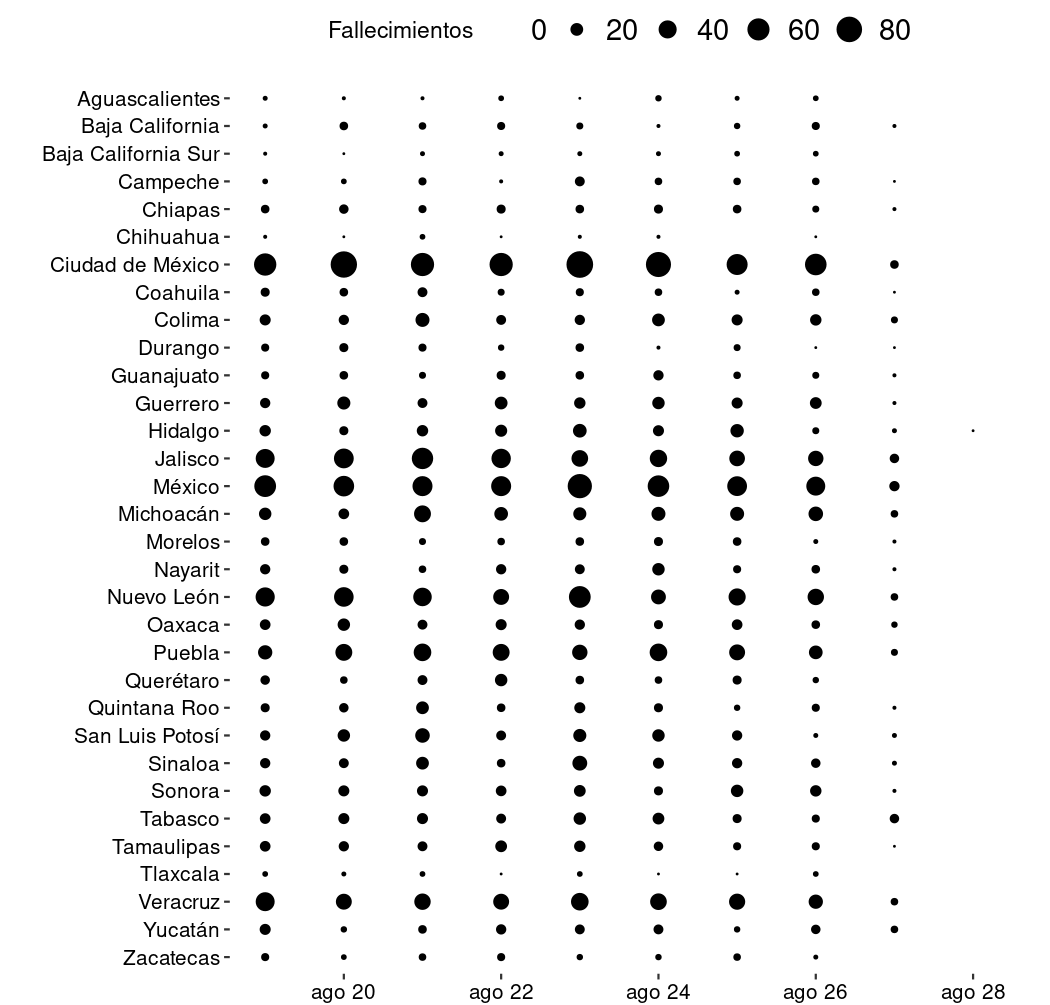 Fallecimientos 0 20 40 60 80
Aguascalientes
Baja California
Baja California Sur
Campeche
Chiapas
Chihuahua
Ciudad de México
Coahuila
Colima
Durango
Guanajuato
Guerrero
Hidalgo
Jalisco
México
Michoacán
Morelos
Nayarit
Nuevo León
Oaxaca
Puebla
Querétaro
Quintana Roo
San Luis Potosí
Sinaloa
Sonora
Tabasco
Tamaulipas
Tlaxcala
Veracruz
Yucatán
Zacatecas
ago 20 ago 22 ago 24 ago 26 ago 28